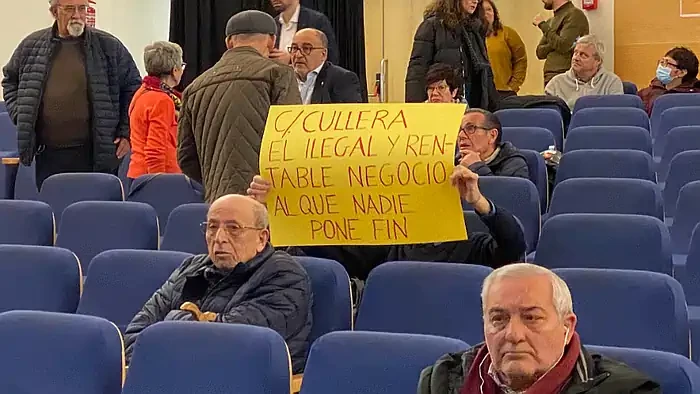 C/ CULLERA
EL ILEGAL Y REN-
TABLE NEGOCIO
AL QUE NADIE
PONE FIN